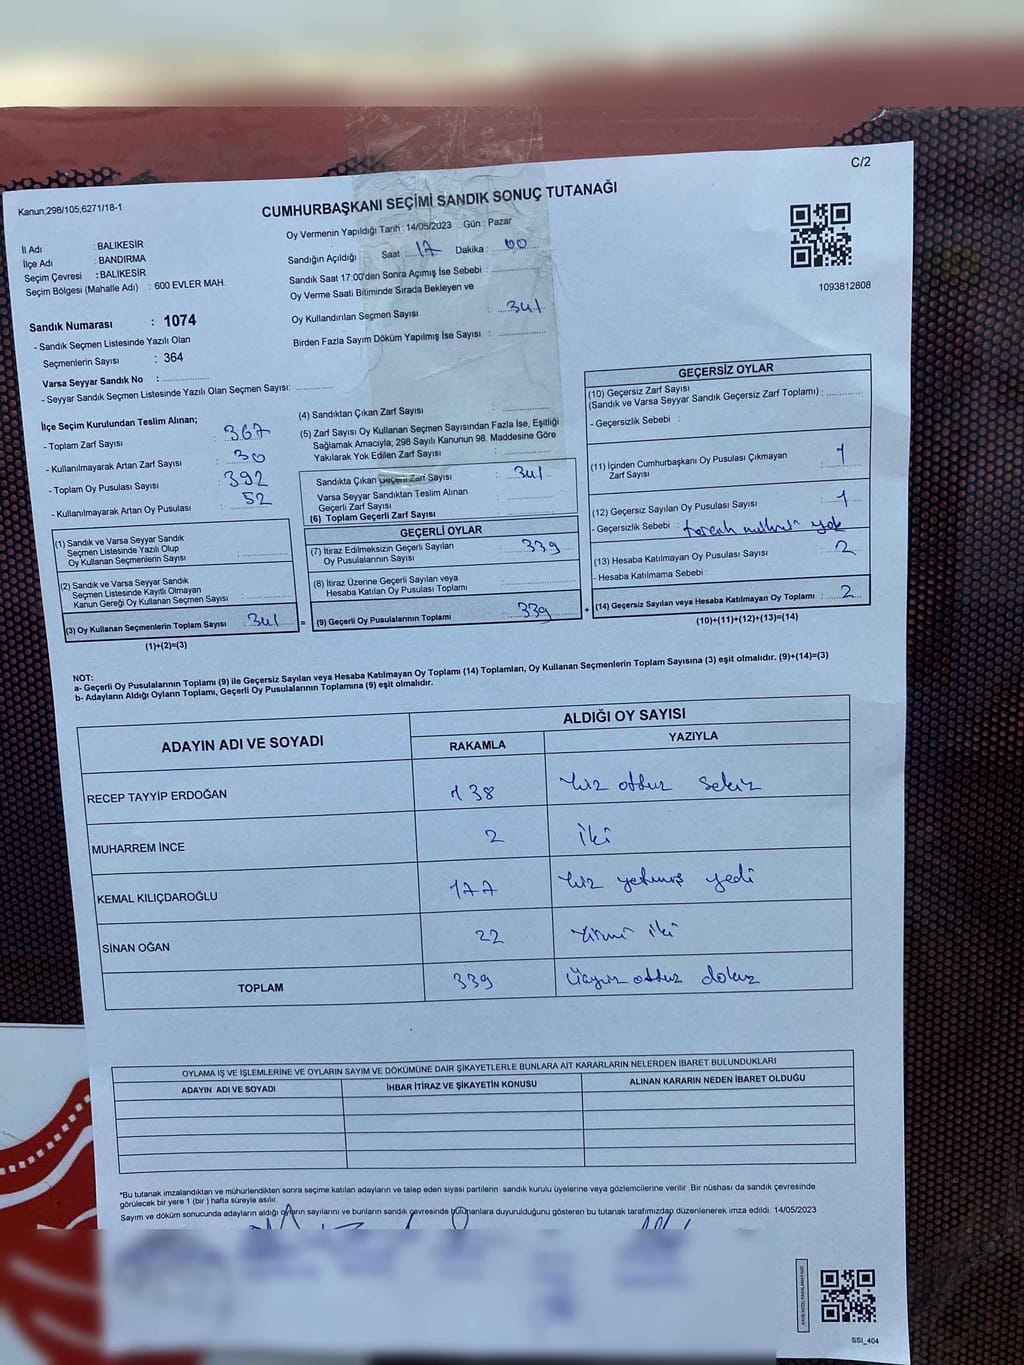 C/2
Kanun;298/105,6271/18-1
CUMHURBAŞKANI SEÇİMİ SANDIK SONUÇ TUTANAĞI
İl Adı : BALIKESİR
İlçe Adı : BANDIRMA
Seçim Çevresi : BALIKESİR
Seçim Bölgesi (Mahalle Adı) : 600 EVLER MAH.
Sandık Numarası : 1074
- Sandık Seçmen Listesinde Yazılı Olan
Seçmenlerin Sayısı : 364
Varsa Seyyar Sandık No :
- Seyyar Sandık Seçmen Listesinde Yazılı Olan Seçmen Sayısı:
Oy Vermenin Yapıldığı Tarih : 14/05/2023 Gün : Pazar
Sandığın Açıldığı Saat : 17 Dakika : 00
Sandık Saat 17:00'den Sonra Açımış İse Sebebi :
Oy Verme Saati Bitiminde Sırada Bekleyen ve
Oy Kullandırılan Seçmen Sayısı : 341
Birden Fazla Sayım Döküm Yapılmış İse Sayısı :
1093812808
İlçe Seçim Kurulundan Teslim Alınan;
- Toplam Zarf Sayısı : 367
- Kullanılmayarak Artan Zarf Sayısı : 30
- Toplam Oy Pusulası Sayısı : 392
- Kullanılmayarak Artan Oy Pusulası : 52
(1) Sandık ve Varsa Seyyar Sandık
Seçmen Listesinde Yazılı Olup
Oy Kullanan Seçmenlerin Sayısı :
(2) Sandık ve Varsa Seyyar Sandık
Seçmen Listesinde Kayıtlı Olmayan
Kanun Gereği Oy Kullanan Seçmen Sayısı :
(3) Oy Kullanan Seçmenlerin Toplam Sayısı : 341 =
(1)+(2)=(3)
(4) Sandıktan Çıkan Zarf Sayısı :
(5) Zarf Sayısı Oy Kullanan Seçmen Sayısından Fazla İse, Eşitliği
Sağlamak Amacıyla; 298 Sayılı Kanunun 98. Maddesine Göre
Yakılarak Yok Edilen Zarf Sayısı :
Sandıkta Çıkan Geçerli Zarf Sayısı : 341
Varsa Seyyar Sandıktan Teslim Alınan
Geçerli Zarf Sayısı :
(6) Toplam Geçerli Zarf Sayısı :
GEÇERLİ OYLAR
(7) İtiraz Edilmeksizin Geçerli Sayılan
Oy Pusulalarının Sayısı : 339
(8) İtiraz Üzerine Geçerli Sayılan veya
Hesaba Katılan Oy Pusulası Toplamı :
(9) Geçerli Oy Pusulalarının Toplamı : 339 +
GEÇERSİZ OYLAR
(10) Geçersiz Zarf Sayısı
(Sandık ve Varsa Seyyar Sandık Geçersiz Zarf Toplamı) :
- Geçersizlik Sebebi :
(11) İçinden Cumhurbaşkanı Oy Pusulası Çıkmayan
Zarf Sayısı : 1
(12) Geçersiz Sayılan Oy Pusulası Sayısı : 1
- Geçersizlik Sebebi : yok
(13) Hesaba Katılmayan Oy Pusulası Sayısı : 2
- Hesaba Katılmama Sebebi :
(14) Geçersiz Sayılan veya Hesaba Katılmayan Oy Toplamı : 2
(10)+(11)+(12)+(13)=(14)
NOT:
a- Geçerli Oy Pusulalarının Toplamı (9) ile Geçersiz Sayılan veya Hesaba Katılmayan Oy Toplamı (14) Toplamları, Oy Kullanan Seçmenlerin Toplam Sayısına (3) eşit olmalıdır. (9)+(14)=(3)
b- Adayların Aldığı Oyların Toplamı, Geçerli Oy Pusulalarının Toplamına (9) eşit olmalıdır.
ADAYIN ADI VE SOYADI
ALDIĞI OY SAYISI
RAKAMLA YAZIYLA
RECEP TAYYİP ERDOĞAN 138 Yüz otuz sekiz
MUHARREM İNCE 2 iki
KEMAL KILIÇDAROĞLU 177 Yüz yetmiş yedi
SİNAN OĞAN 22 Yirmi iki
TOPLAM 339 Üçyüz otuz dokuz
OYLAMA İŞ VE İŞLEMLERİNE VE OYLARIN SAYIM VE DÖKÜMÜNE DAİR ŞİKAYETLERLE BUNLARA AİT KARARLARIN NELERDEN İBARET BULUNDUKLARI
ADAYIN ADI VE SOYADI İHBAR İTİRAZ VE ŞİKAYETİN KONUSU ALINAN KARARIN NEDEN İBARET OLDUĞU
*Bu tutanak imzalandıktan ve mühürlendikten sonra seçime katılan adayların ve talep eden siyasi partilerin sandık kurulu üyelerine veya gözlemcilerine verilir. Bir nüshası da sandık çevresinde
görülecek bir yere 1 (bir ) hafta süreyle asılır.
Sayım ve döküm sonucunda adayların aldığı oyların sayılarını ve bunların sandık çevresinde bulunanlara duyurulduğunu gösteren bu tutanak tarafımızdan düzenlenerek imza edildi. 14/05/2023
SSI_404